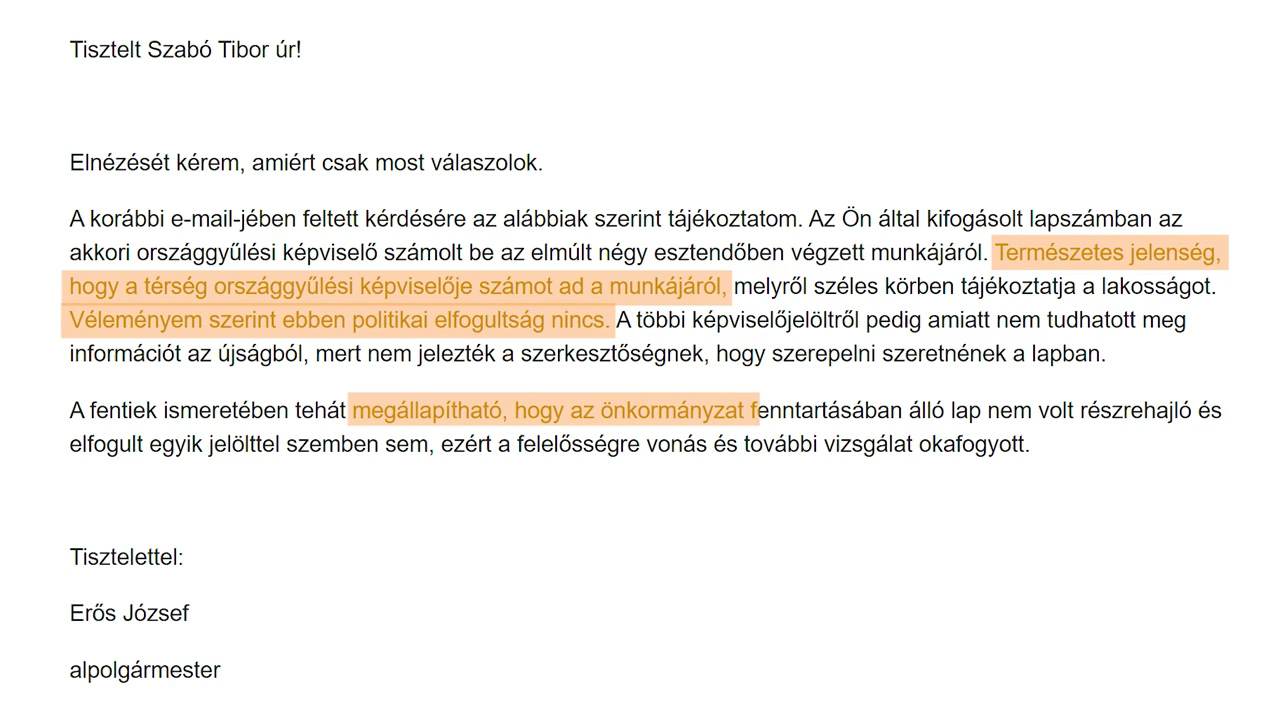 Tisztelt Szabó Tibor úr!
Elnézését kérem, amiért csak most válaszolok.
A korábbi e-mail-jében feltett kérdésére az alábbiak szerint tájékoztatom. Az Ön által kifogásolt lapszámban az
akkori országgyűlési képviselő számolt be az elmúlt négy esztendőben végzett munkájáról. Természetes jelenség,
hogy a térség országgyűlési képviselője számot ad a munkájáról, melyről széles körben tájékoztatja a lakosságot.
Véleményem szerint ebben politikai elfogultság nincs. A többi képviselőjelöltről pedig amiatt nem tudhatott meg
információt az újságból, mert nem jelezték a szerkesztőségnek, hogy szerepelni szeretnének a lapban.
A fentiek ismeretében tehát megállapítható, hogy az önkormányzat fenntartásában álló lap nem volt részrehajló és
elfogult egyik jelölttel szemben sem, ezért a felelősségre vonás és további vizsgálat okafogyott.
Tisztelettel:
Erős József
alpolgármester